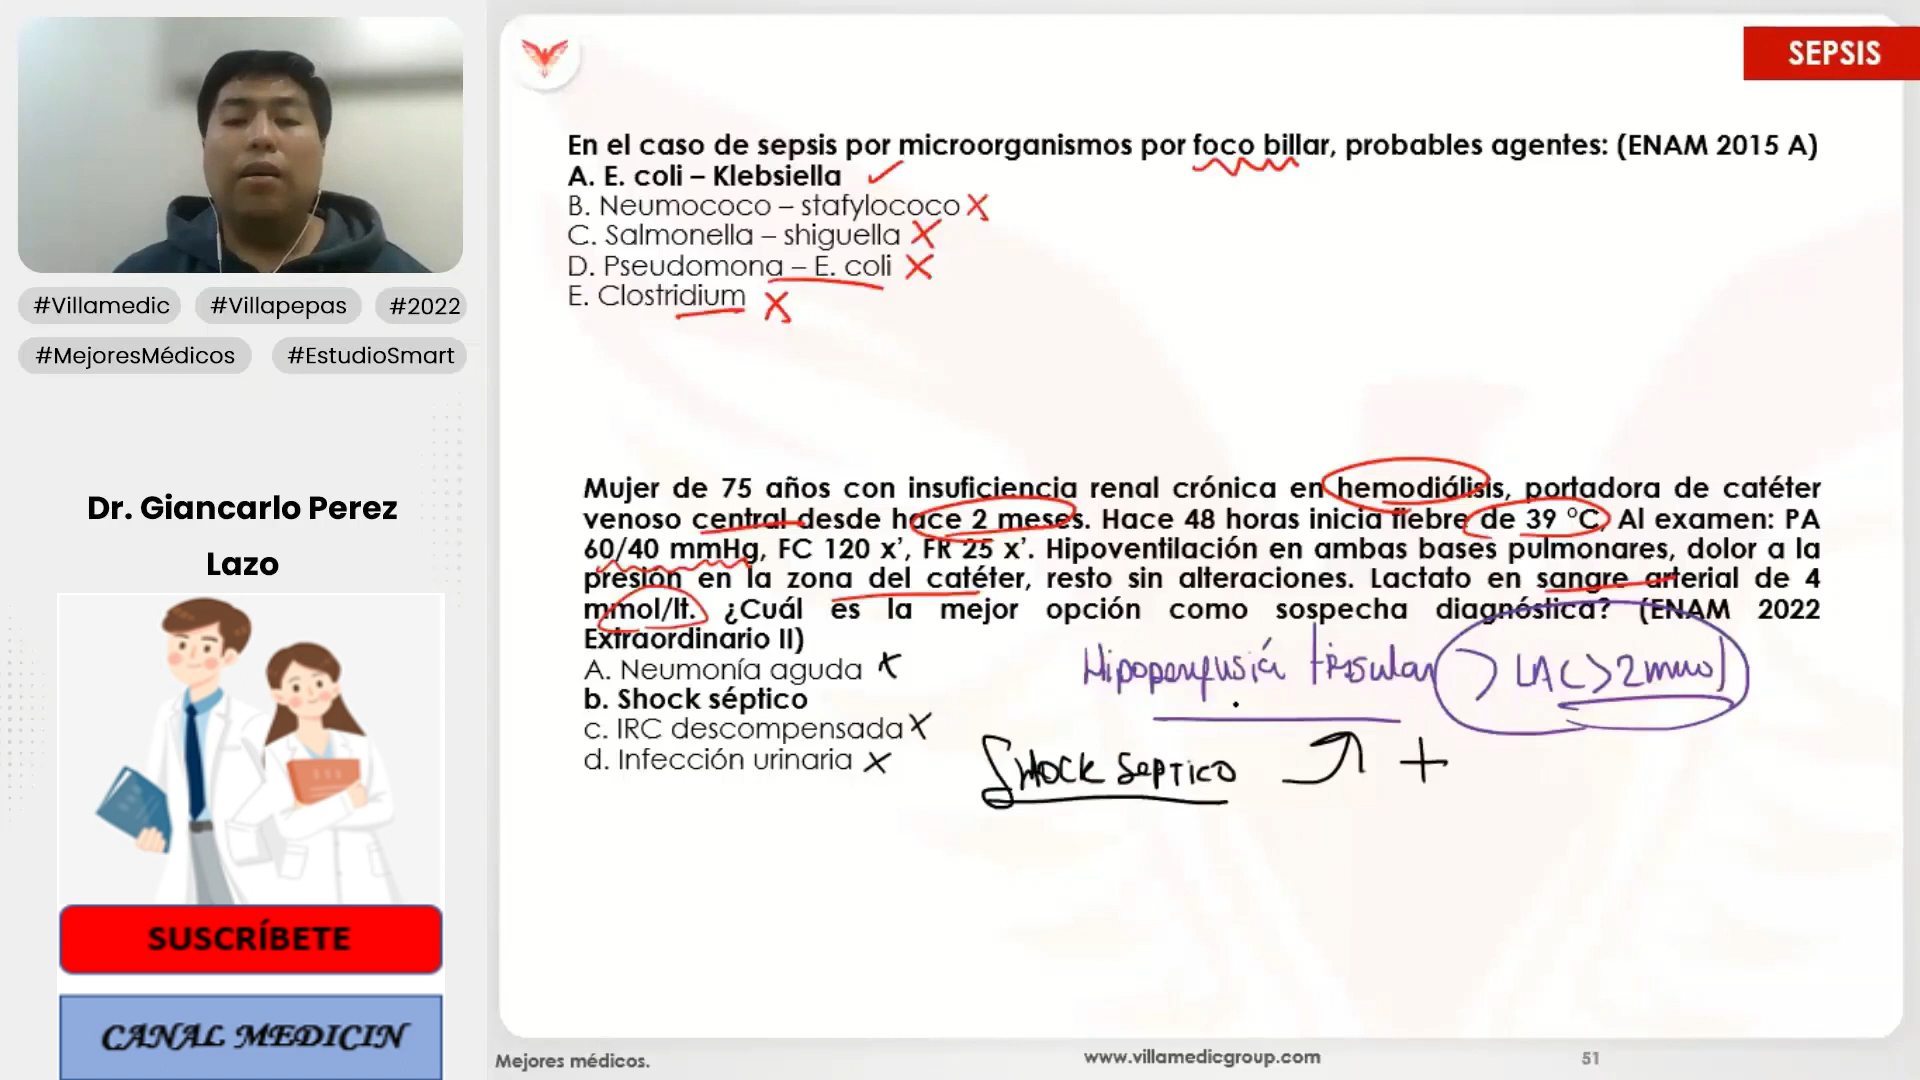 SEPSIS
En el caso de sepsis por microorganismos por foco billar, probables agentes: (ENAM 2015 A)
A. E. coli – Klebsiella
B. Neumococo – stafylococo
C. Salmonella – shiguella
D. Pseudomona – E. coli
E. Clostridium
#Villamedic #Villapepas #2022
#MejoresMédicos #EstudioSmart
Dr. Giancarlo Perez
Lazo
Mujer de 75 años con insuficiencia renal crónica en hemodiálisis, portadora de catéter
venoso central desde hace 2 meses. Hace 48 horas inicia fiebre de 39 °C. Al examen: PA
60/40 mmHg, FC 120 x’, FR 25 x’. Hipoventilación en ambas bases pulmonares, dolor a la
presión en la zona del catéter, resto sin alteraciones. Lactato en sangre arterial de 4
mmol/lt. ¿Cuál es la mejor opción como sospecha diagnóstica? (ENAM 2022
Extraordinario II)
A. Neumonía aguda
b. Shock séptico
c. IRC descompensada
d. Infección urinaria
Hipoperfusión tisular > LAC > 2 mmol
Shock septico +
SUSCRÍBETE
CANAL MEDICIN
Mejores médicos.
www.villamedicgroup.com
51